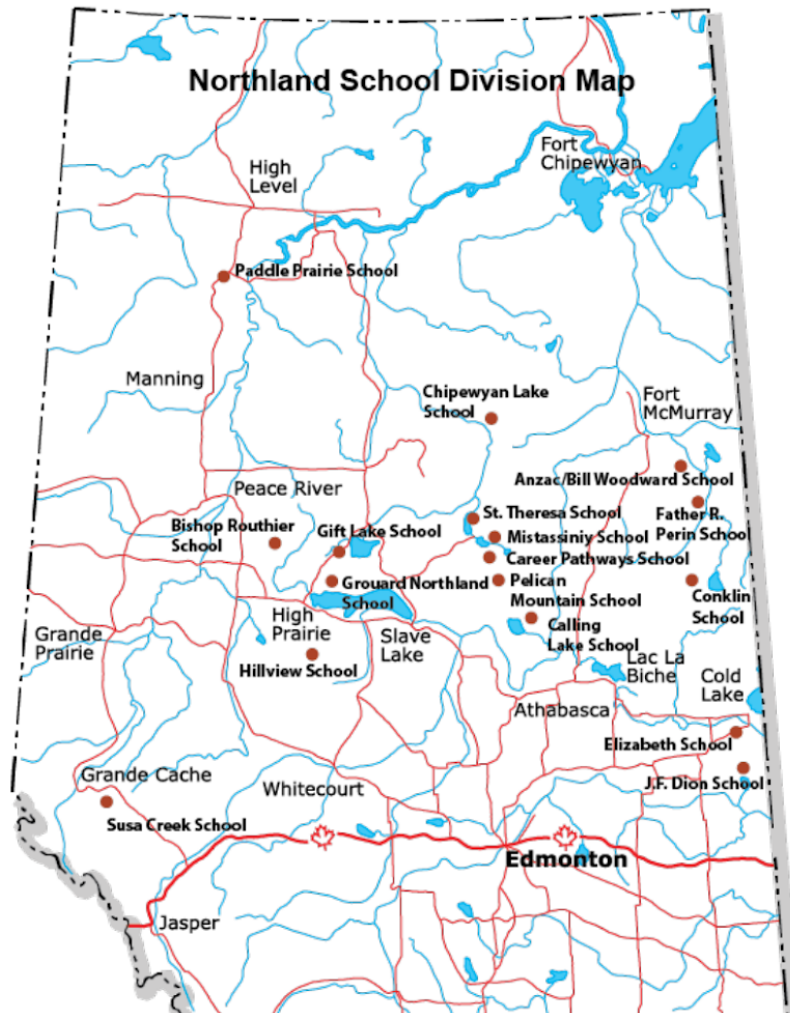 Northland School Division Map
Fort
Chipewyan
High
Level
Paddle Prairie School
Manning
Chipewyan Lake
School
Fort
McMurray
Anzac/Bill Woodward School
Peace River
Father R.
Perin School
St. Theresa School
Bishop Routhier
School
Gift Lake School
Mistassiniy School
Career Pathways School
Grouard Northland
School
Pelican
Mountain School
Conklin
School
High
Prairie
Calling
Lake School
Grande
Prairie
Slave
Lake
Hillview School
Lac La
Biche
Cold
Lake
Athabasca
Elizabeth School
Grande Cache
Whitecourt
J.F. Dion School
Susa Creek School
Edmonton
Jasper